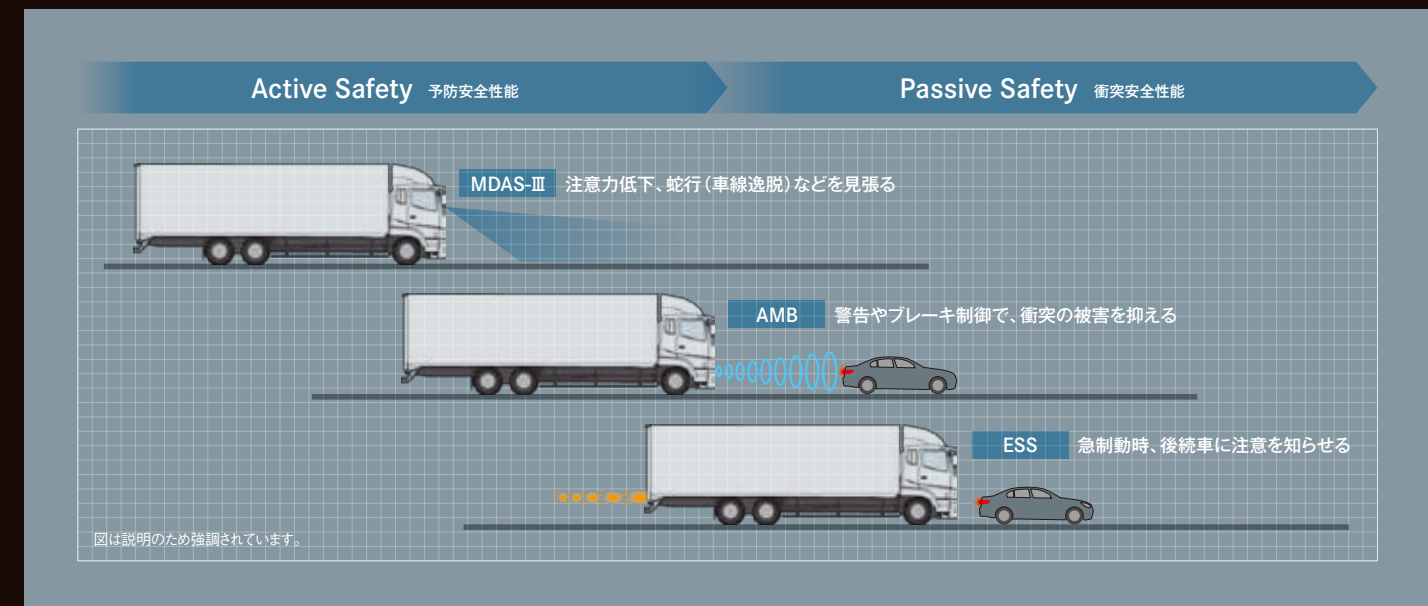 Active Safety 予防安全性能
Passive Safety 衝突安全性能
MDAS-Ⅲ 注意力低下、蛇行(車線逸脱)などを見張る
AMB 警告やブレーキ制御で、衝突の被害を抑える
ESS 急制動時、後続車に注意を知らせる
図は説明のため強調されています。